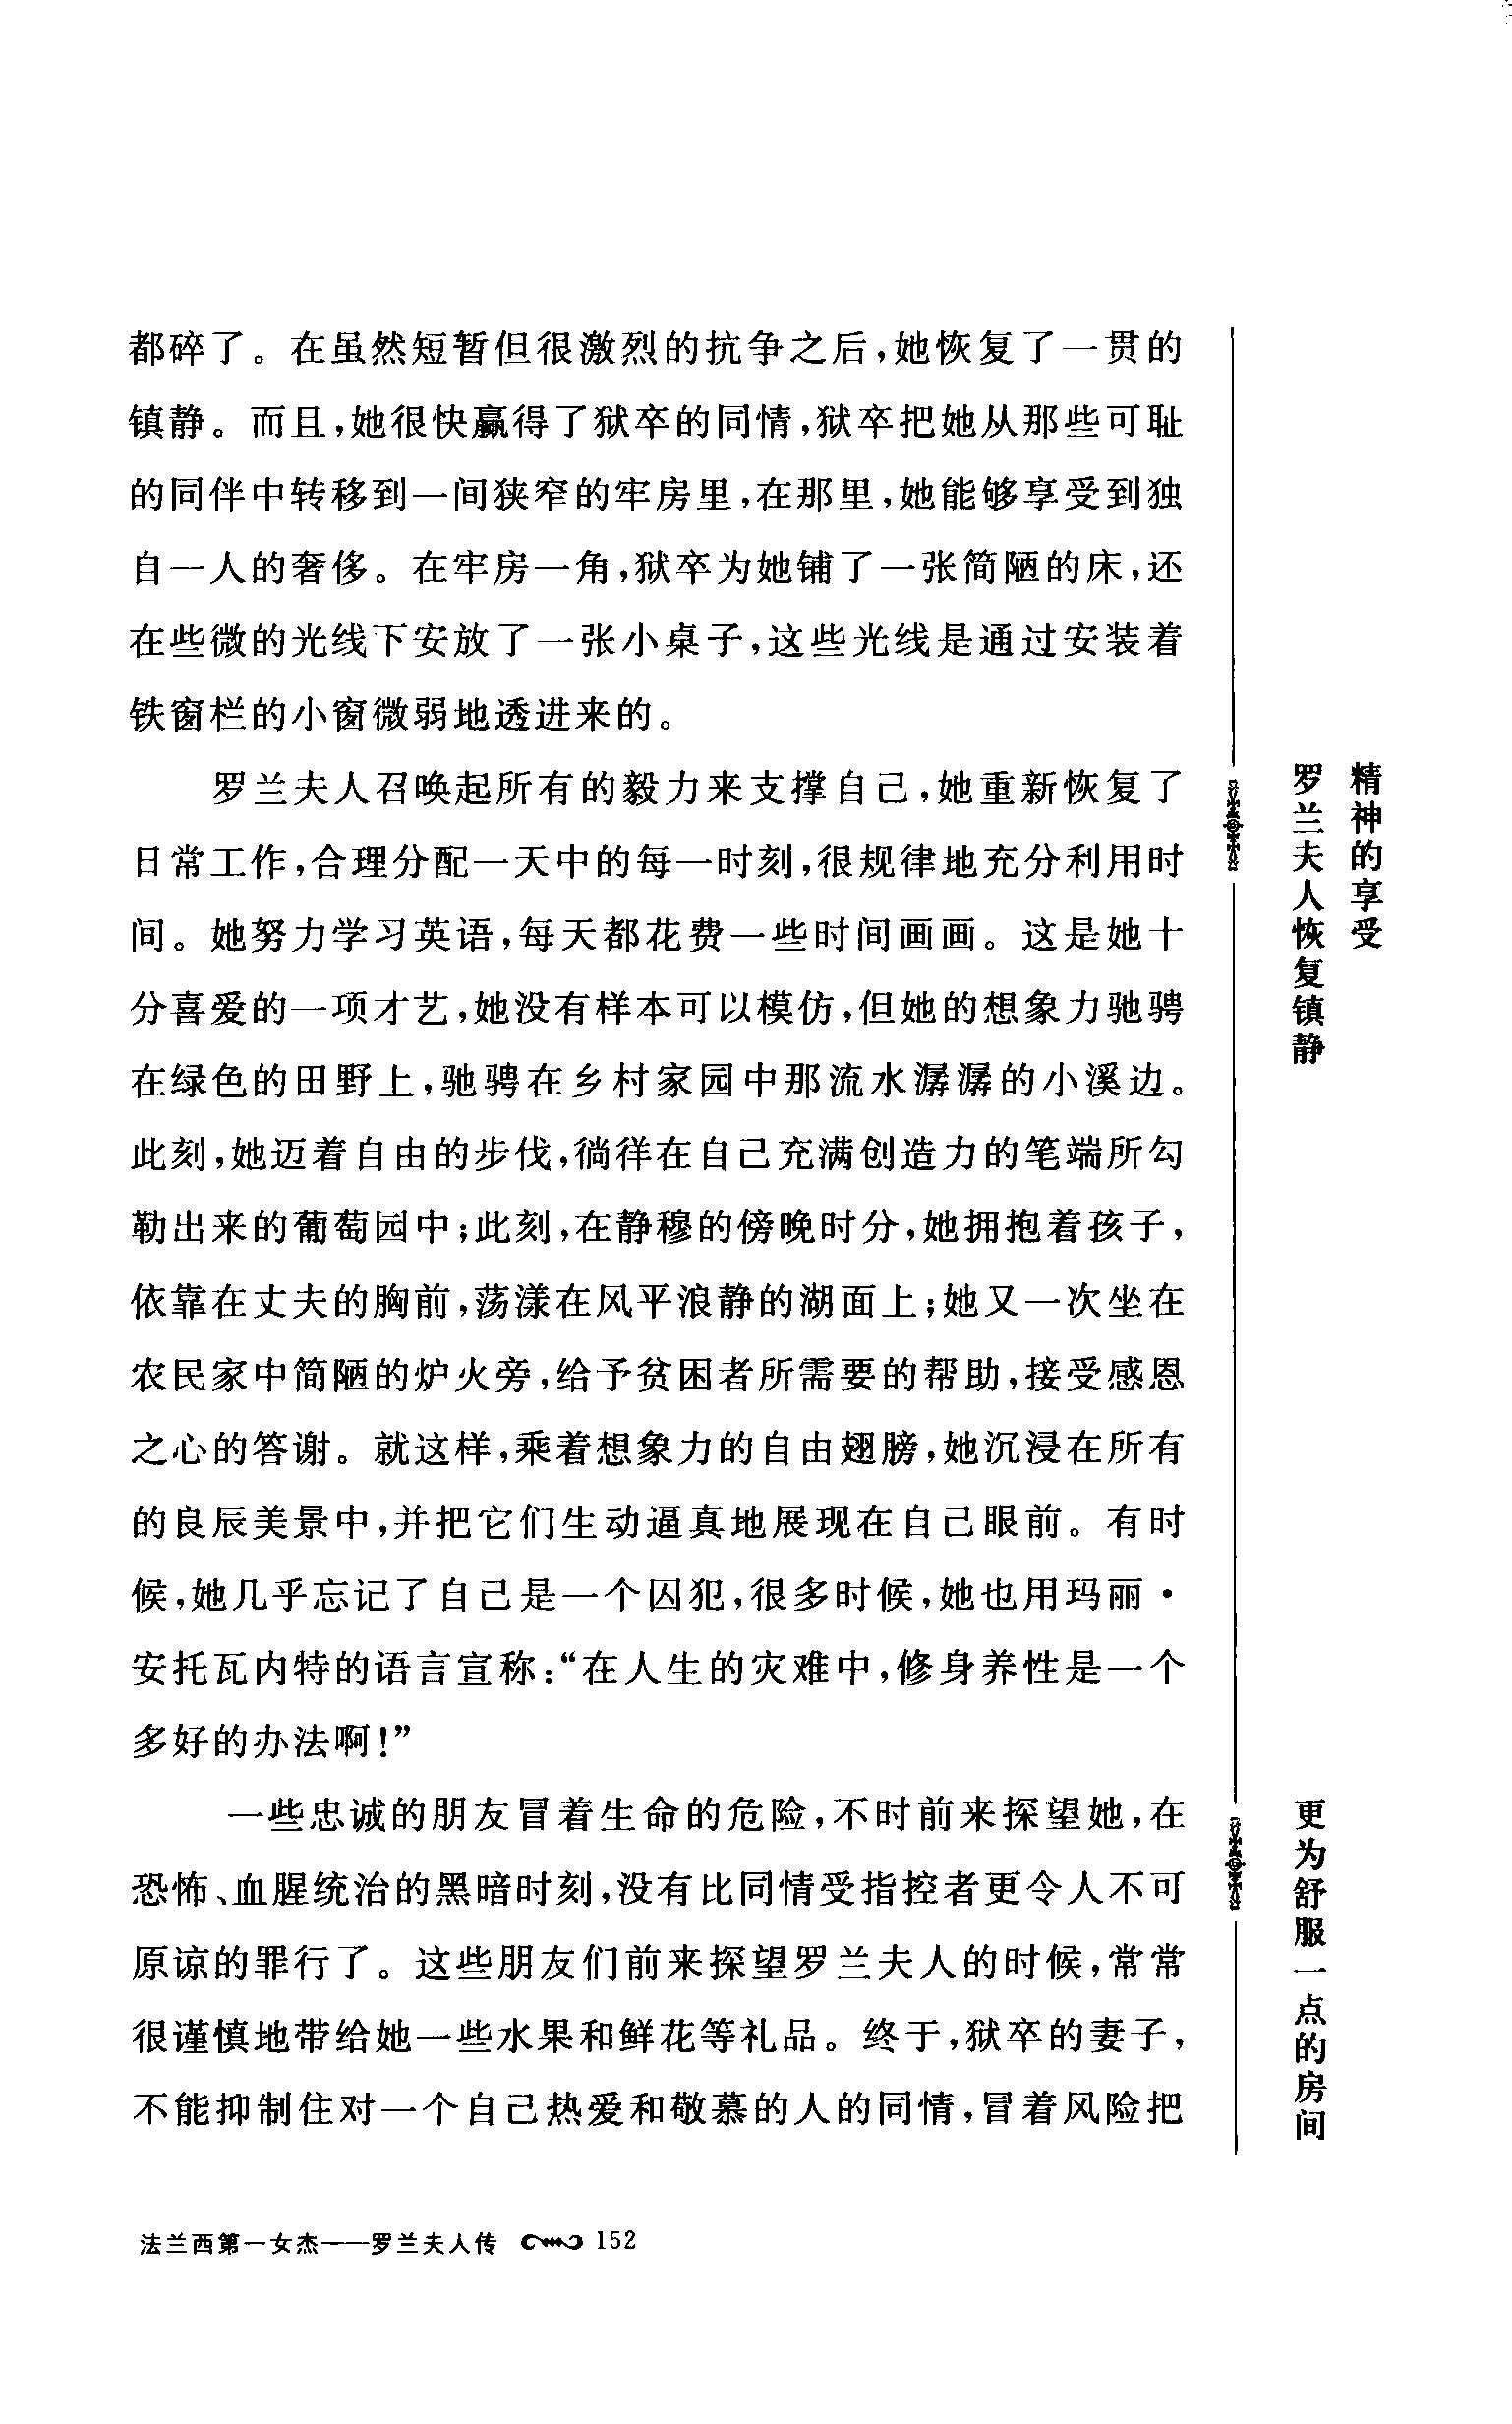 都碎了。在虽然短暂但很激烈的抗争之后,她恢复了一贯的
镇静。而且,她很快赢得了狱卒的同情,狱卒把她从那些可耻
的同伴中转移到一间狭窄的牢房里,在那里,她能够享受到独
自一人的奢侈。在牢房一角,狱卒为她铺了一张简陋的床,还
在些微的光线下安放了一张小桌子,这些光线是通过安装着
铁窗栏的小窗微弱地透进来的。
罗兰夫人召唤起所有的毅力来支撑自己,她重新恢复了
日常工作,合理分配一天中的每一时刻,很规律地充分利用时
间。她努力学习英语,每天都花费一些时间画画。这是她十
分喜爱的一项才艺,她没有样本可以模仿,但她的想象力驰骋
在绿色的田野上,驰骋在乡村家园中那流水潺潺的小溪边。
此刻,她迈着自由的步伐,徜徉在自己充满创造力的笔端所勾
勒出来的葡萄园中;此刻,在静穆的傍晚时分,她拥抱着孩子,
依靠在丈夫的胸前,荡漾在风平浪静的湖面上;她又一次坐在
农民家中简陋的炉火旁,给予贫困者所需要的帮助,接受感恩
之心的答谢。就这样,乘着想象力的自由翅膀,她沉浸在所有
的良辰美景中,并把它们生动逼真地展现在自己眼前。有时
候,她几乎忘记了自己是一个囚犯,很多时候,她也用玛丽·
安托瓦内特的语言宣称:“在人生的灾难中,修身养性是一个
多好的办法啊!”
一些忠诚的朋友冒着生命的危险,不时前来探望她,在
恐怖、血腥统治的黑暗时刻,没有比同情受指控者更令人不可
原谅的罪行了。这些朋友们前来探望罗兰夫人的时候,常常
很谨慎地带给她一些水果和鲜花等礼品。终于,狱卒的妻子,
不能抑制住对一个自己热爱和敬慕的人的同情,冒着风险把
精神的享受
罗兰夫人恢复镇静
更为舒服一点的房间
法兰西第一女杰——罗兰夫人传 152